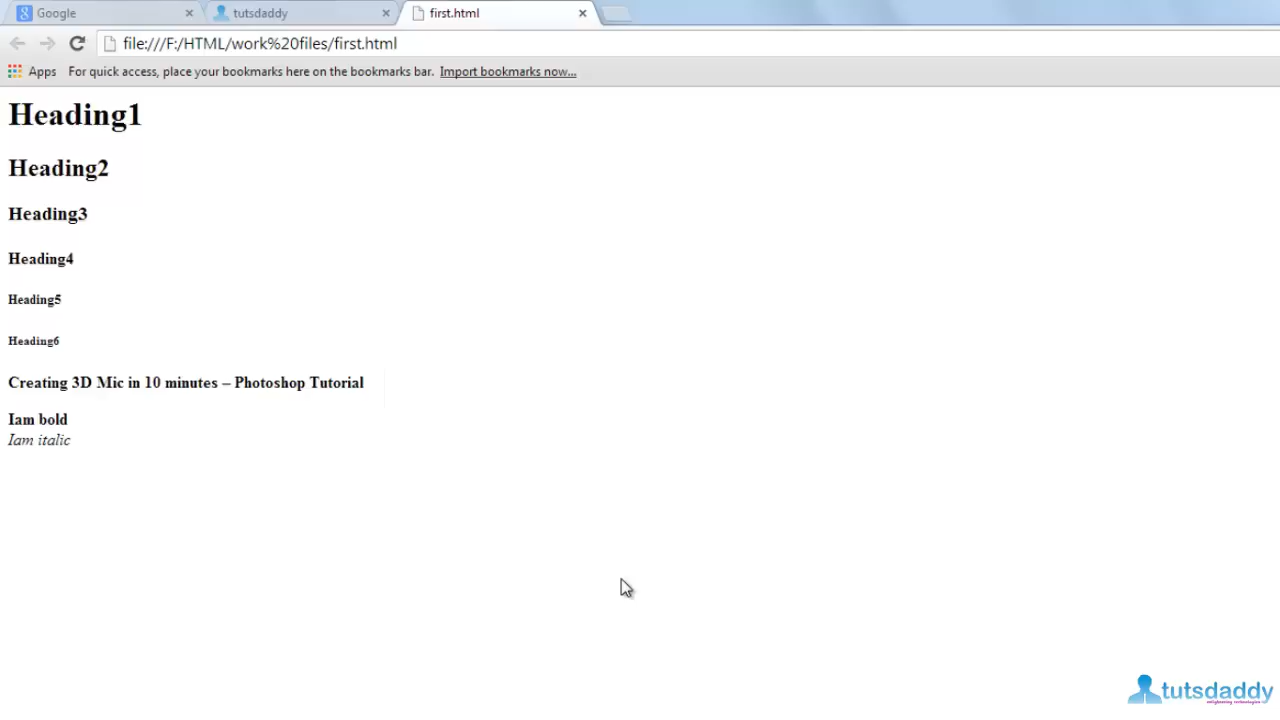 Google
tutsdaddy
first.html
file:///F:/HTML/work%20files/first.html
Apps For quick access, place your bookmarks here on the bookmarks bar. Import bookmarks now...
Heading1
Heading2
Heading3
Heading4
Heading5
Heading6
Creating 3D Mic in 10 minutes – Photoshop Tutorial
Iam bold
Iam italic
tutsdaddy